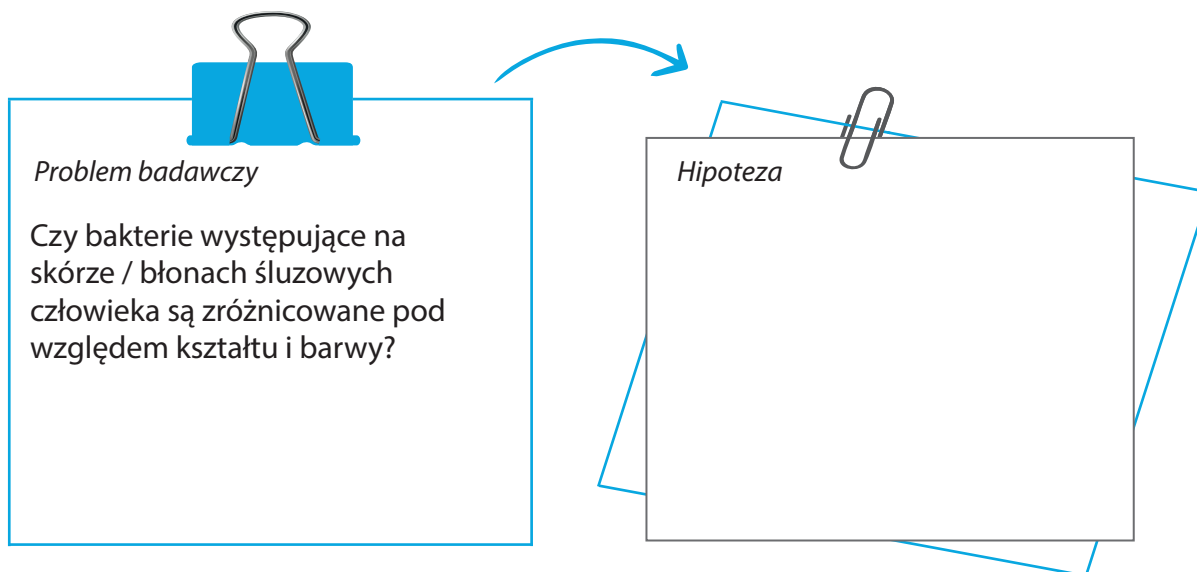 Problem badawczy
Czy bakterie występujące na
skórze / błonach śluzowych
człowieka są zróżnicowane pod
względem kształtu i barwy?
Hipoteza